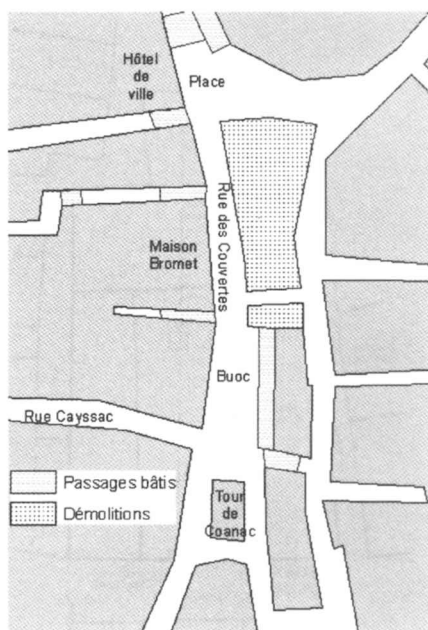 Hôtel
de
ville
Place
Rue des Couvertes
Maison
Bromet
Buoc
Rue Cayssac
Passages bâtis
Démolitions
Tour
de
Coanac